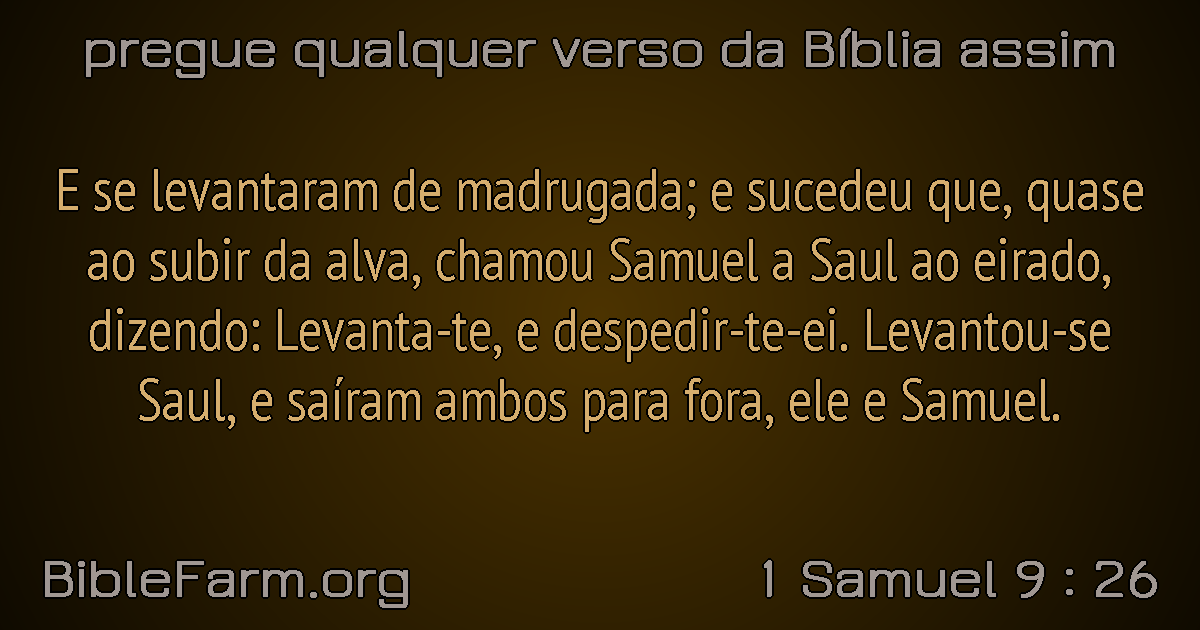 pregue qualquer verso da Bíblia assim
E se levantaram de madrugada; e sucedeu que, quase
ao subir da alva, chamou Samuel a Saul ao eirado,
dizendo: Levanta-te, e despedir-te-ei. Levantou-se
Saul, e saíram ambos para fora, ele e Samuel.
BibleFarm.org
1 Samuel 9 : 26